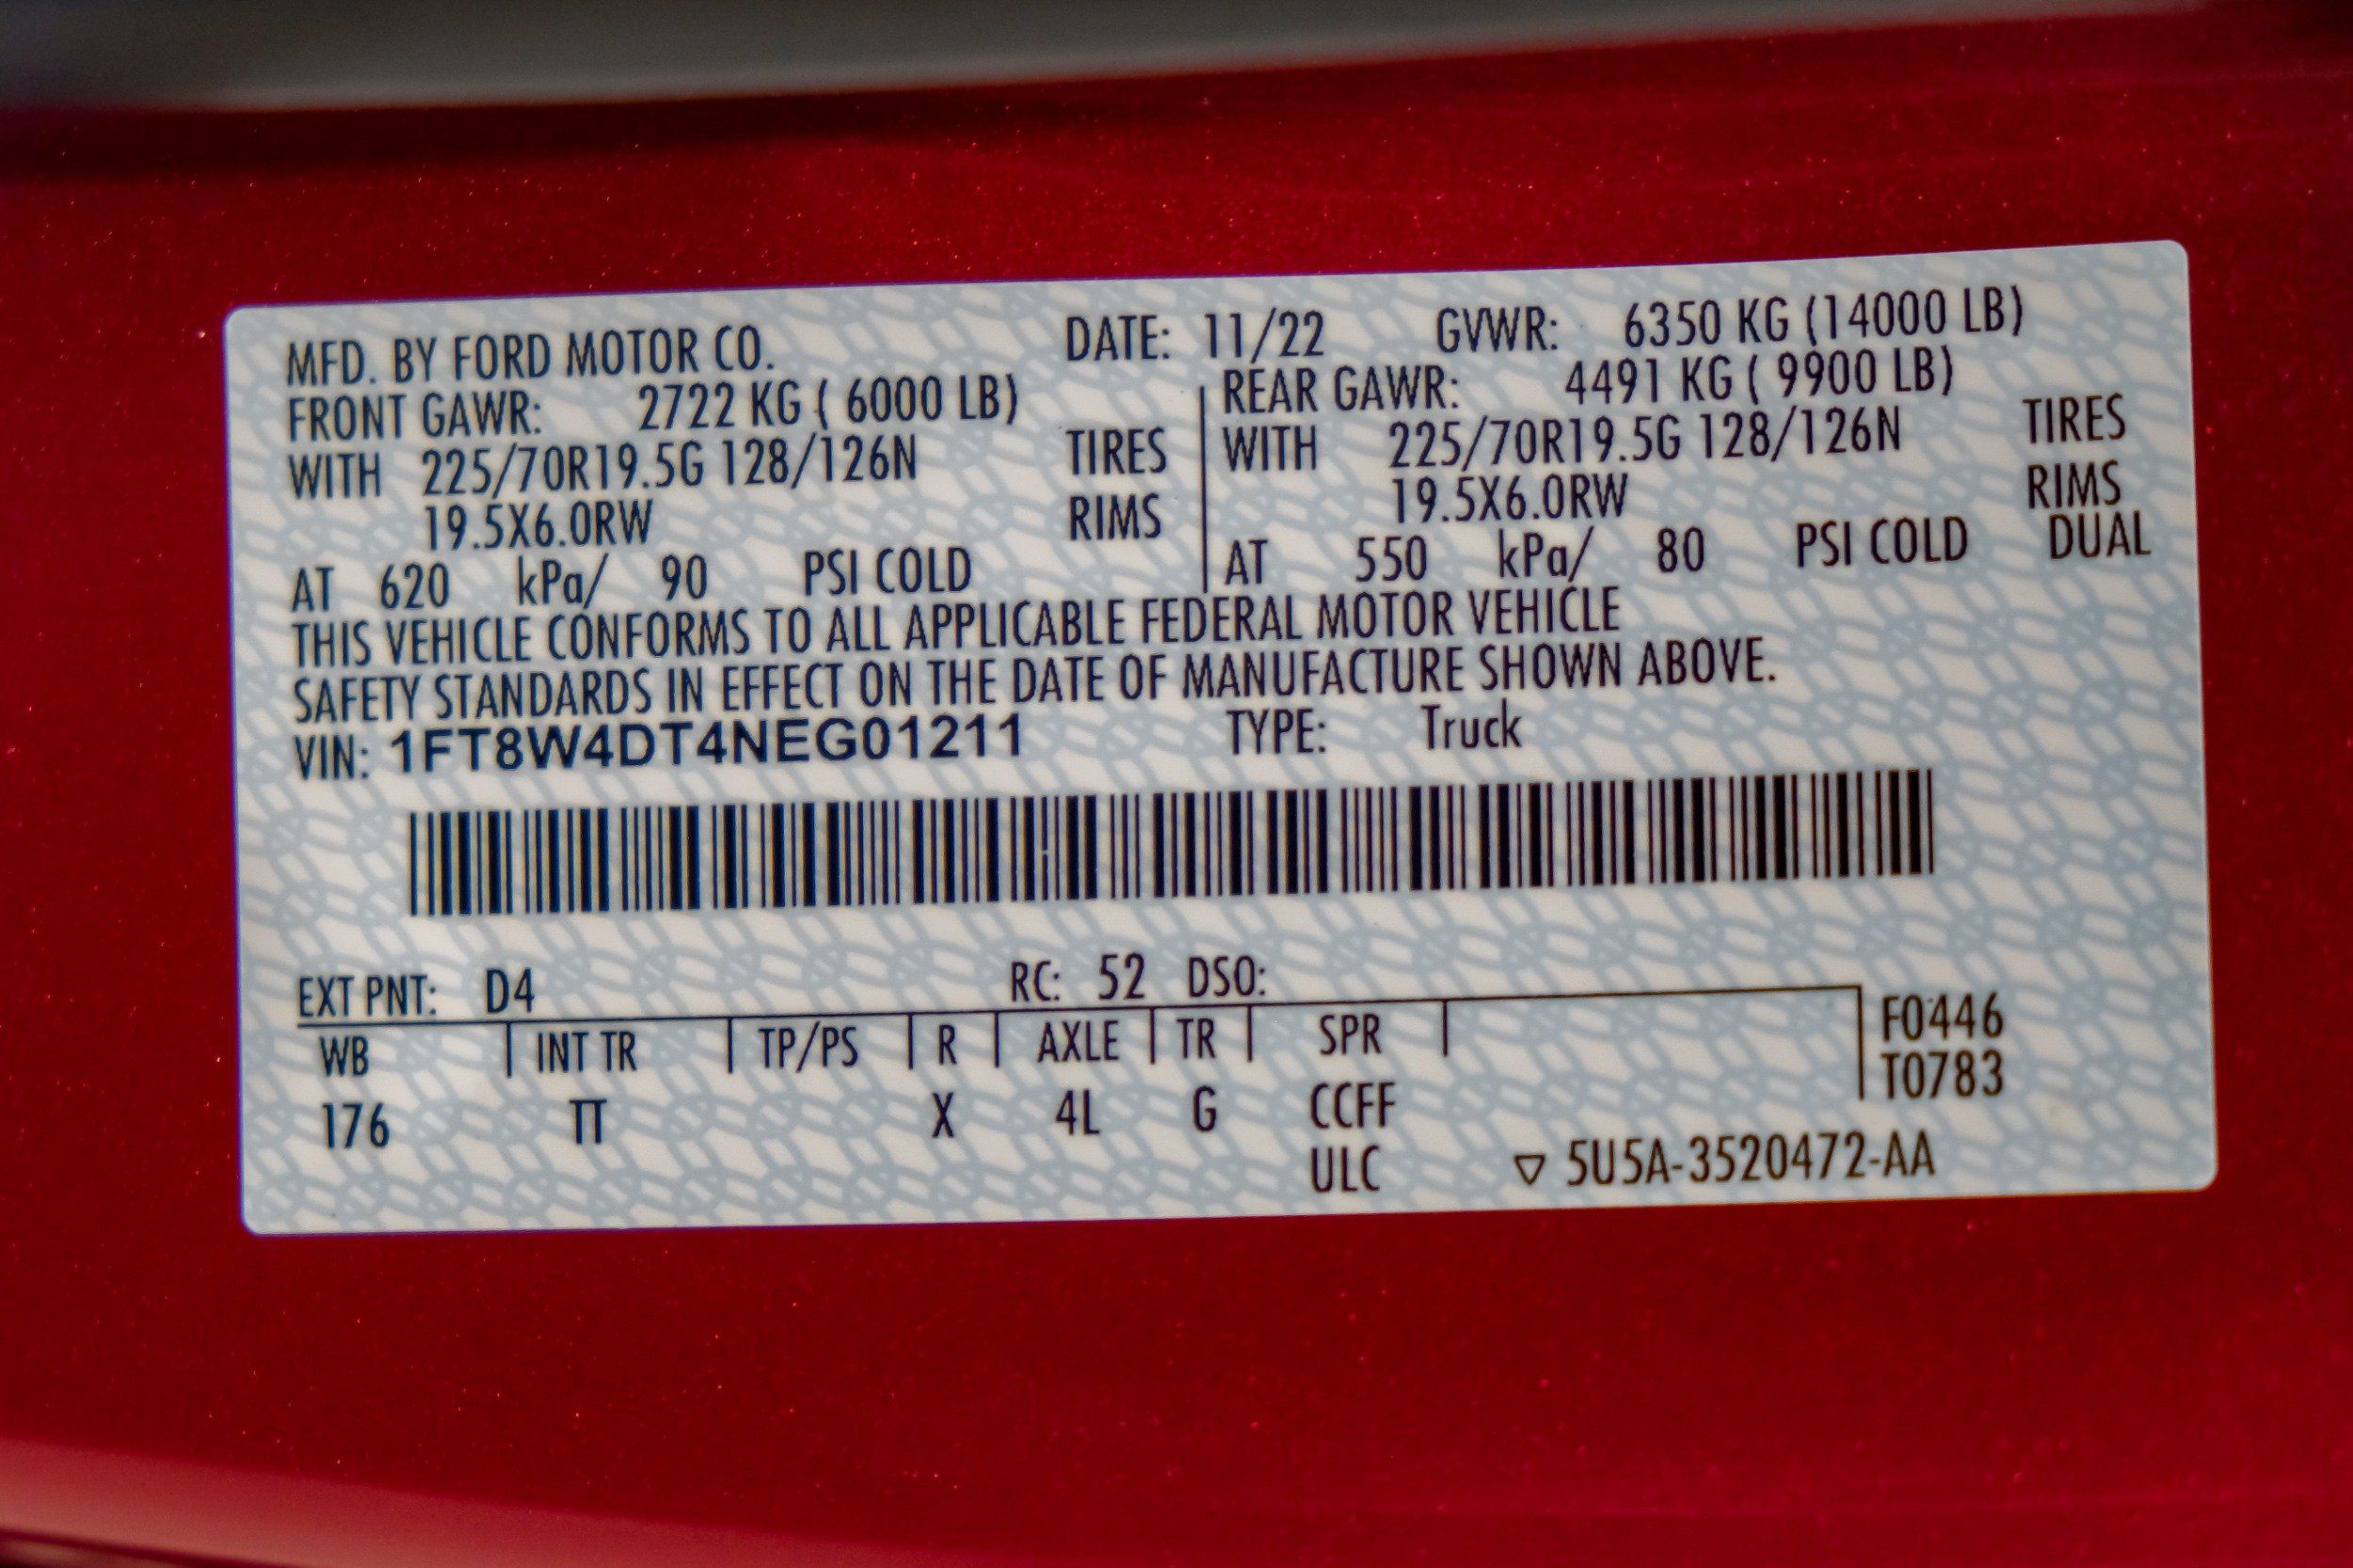 MFD. BY FORD MOTOR CO. DATE: 11/22 GVWR: 6350 KG (14000 LB)
FRONT GAWR: 2722 KG ( 6000 LB) REAR GAWR: 4491 KG ( 9900 LB)
WITH 225/70R19.5G 128/126N TIRES WITH 225/70R19.5G 128/126N TIRES
19.5X6.0RW RIMS 19.5X6.0RW RIMS
AT 620 kPa/ 90 PSI COLD AT 550 kPa/ 80 PSI COLD DUAL
THIS VEHICLE CONFORMS TO ALL APPLICABLE FEDERAL MOTOR VEHICLE
SAFETY STANDARDS IN EFFECT ON THE DATE OF MANUFACTURE SHOWN ABOVE.
VIN: 1FT8W4DT4NEG01211 TYPE: Truck
EXT PNT: D4 RC: 52 DSO:
WB INT TR TP/PS R AXLE TR SPR F0446
176 TT X 4L G CCFF T0783
ULC ▽ 5U5A-3520472-AA